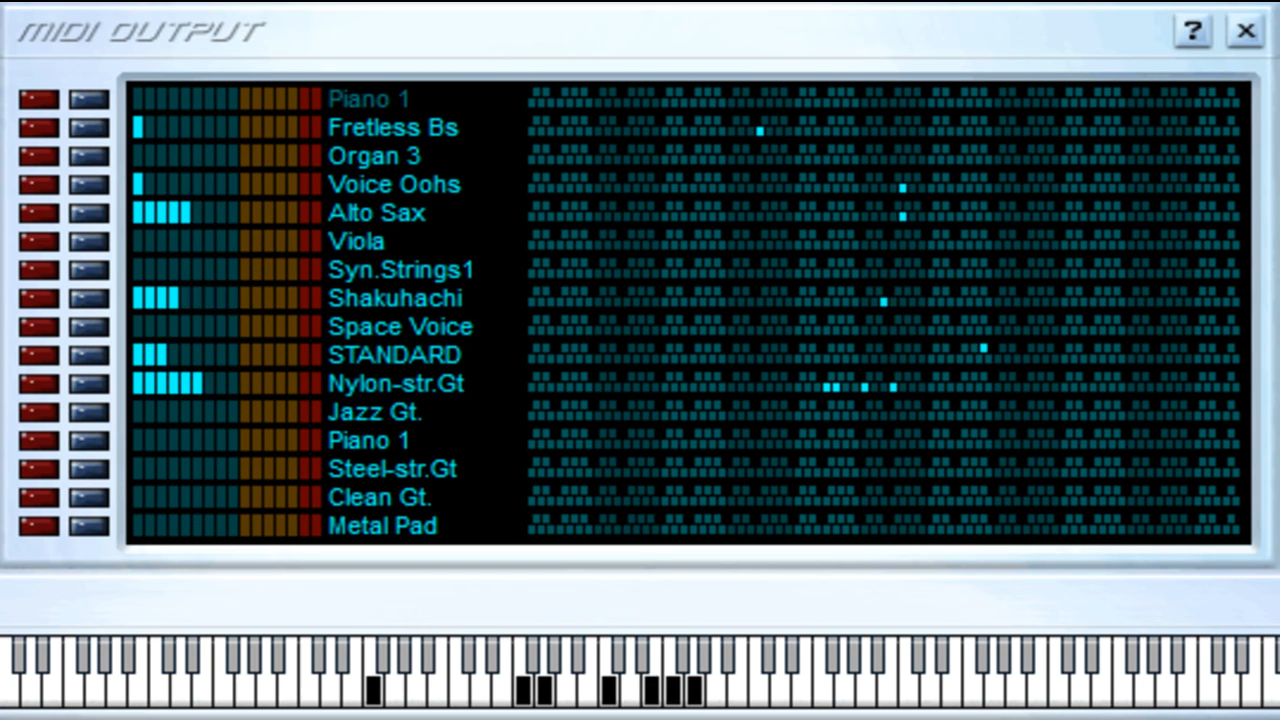 MIDI OUTPUT
?
×
Piano 1
Fretless Bs
Organ 3
Voice Oohs
Alto Sax
Viola
Syn.Strings1
Shakuhachi
Space Voice
STANDARD
Nylon-str.Gt
Jazz Gt.
Piano 1
Steel-str.Gt
Clean Gt.
Metal Pad